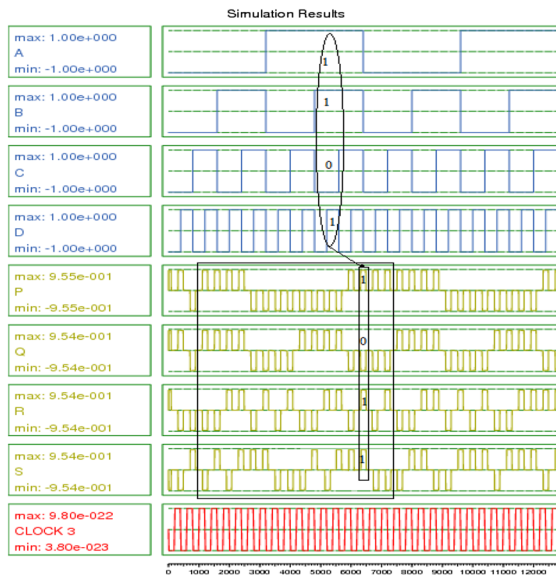 Simulation Results
max: 1.00e+000
A
min: -1.00e+000
1
max: 1.00e+000
B
min: -1.00e+000
1
max: 1.00e+000
C
min: -1.00e+000
0
max: 1.00e+000
D
min: -1.00e+000
1
max: 9.55e-001
P
min: -9.55e-001
1
max: 9.54e-001
Q
min: -9.54e-001
0
max: 9.54e-001
R
min: -9.54e-001
1
max: 9.54e-001
S
min: -9.54e-001
1
max: 9.80e-022
CLOCK 3
min: 3.80e-023
0 1000 2000 3000 4000 5000 6000 7000 8000 9000 10000 11000 12000